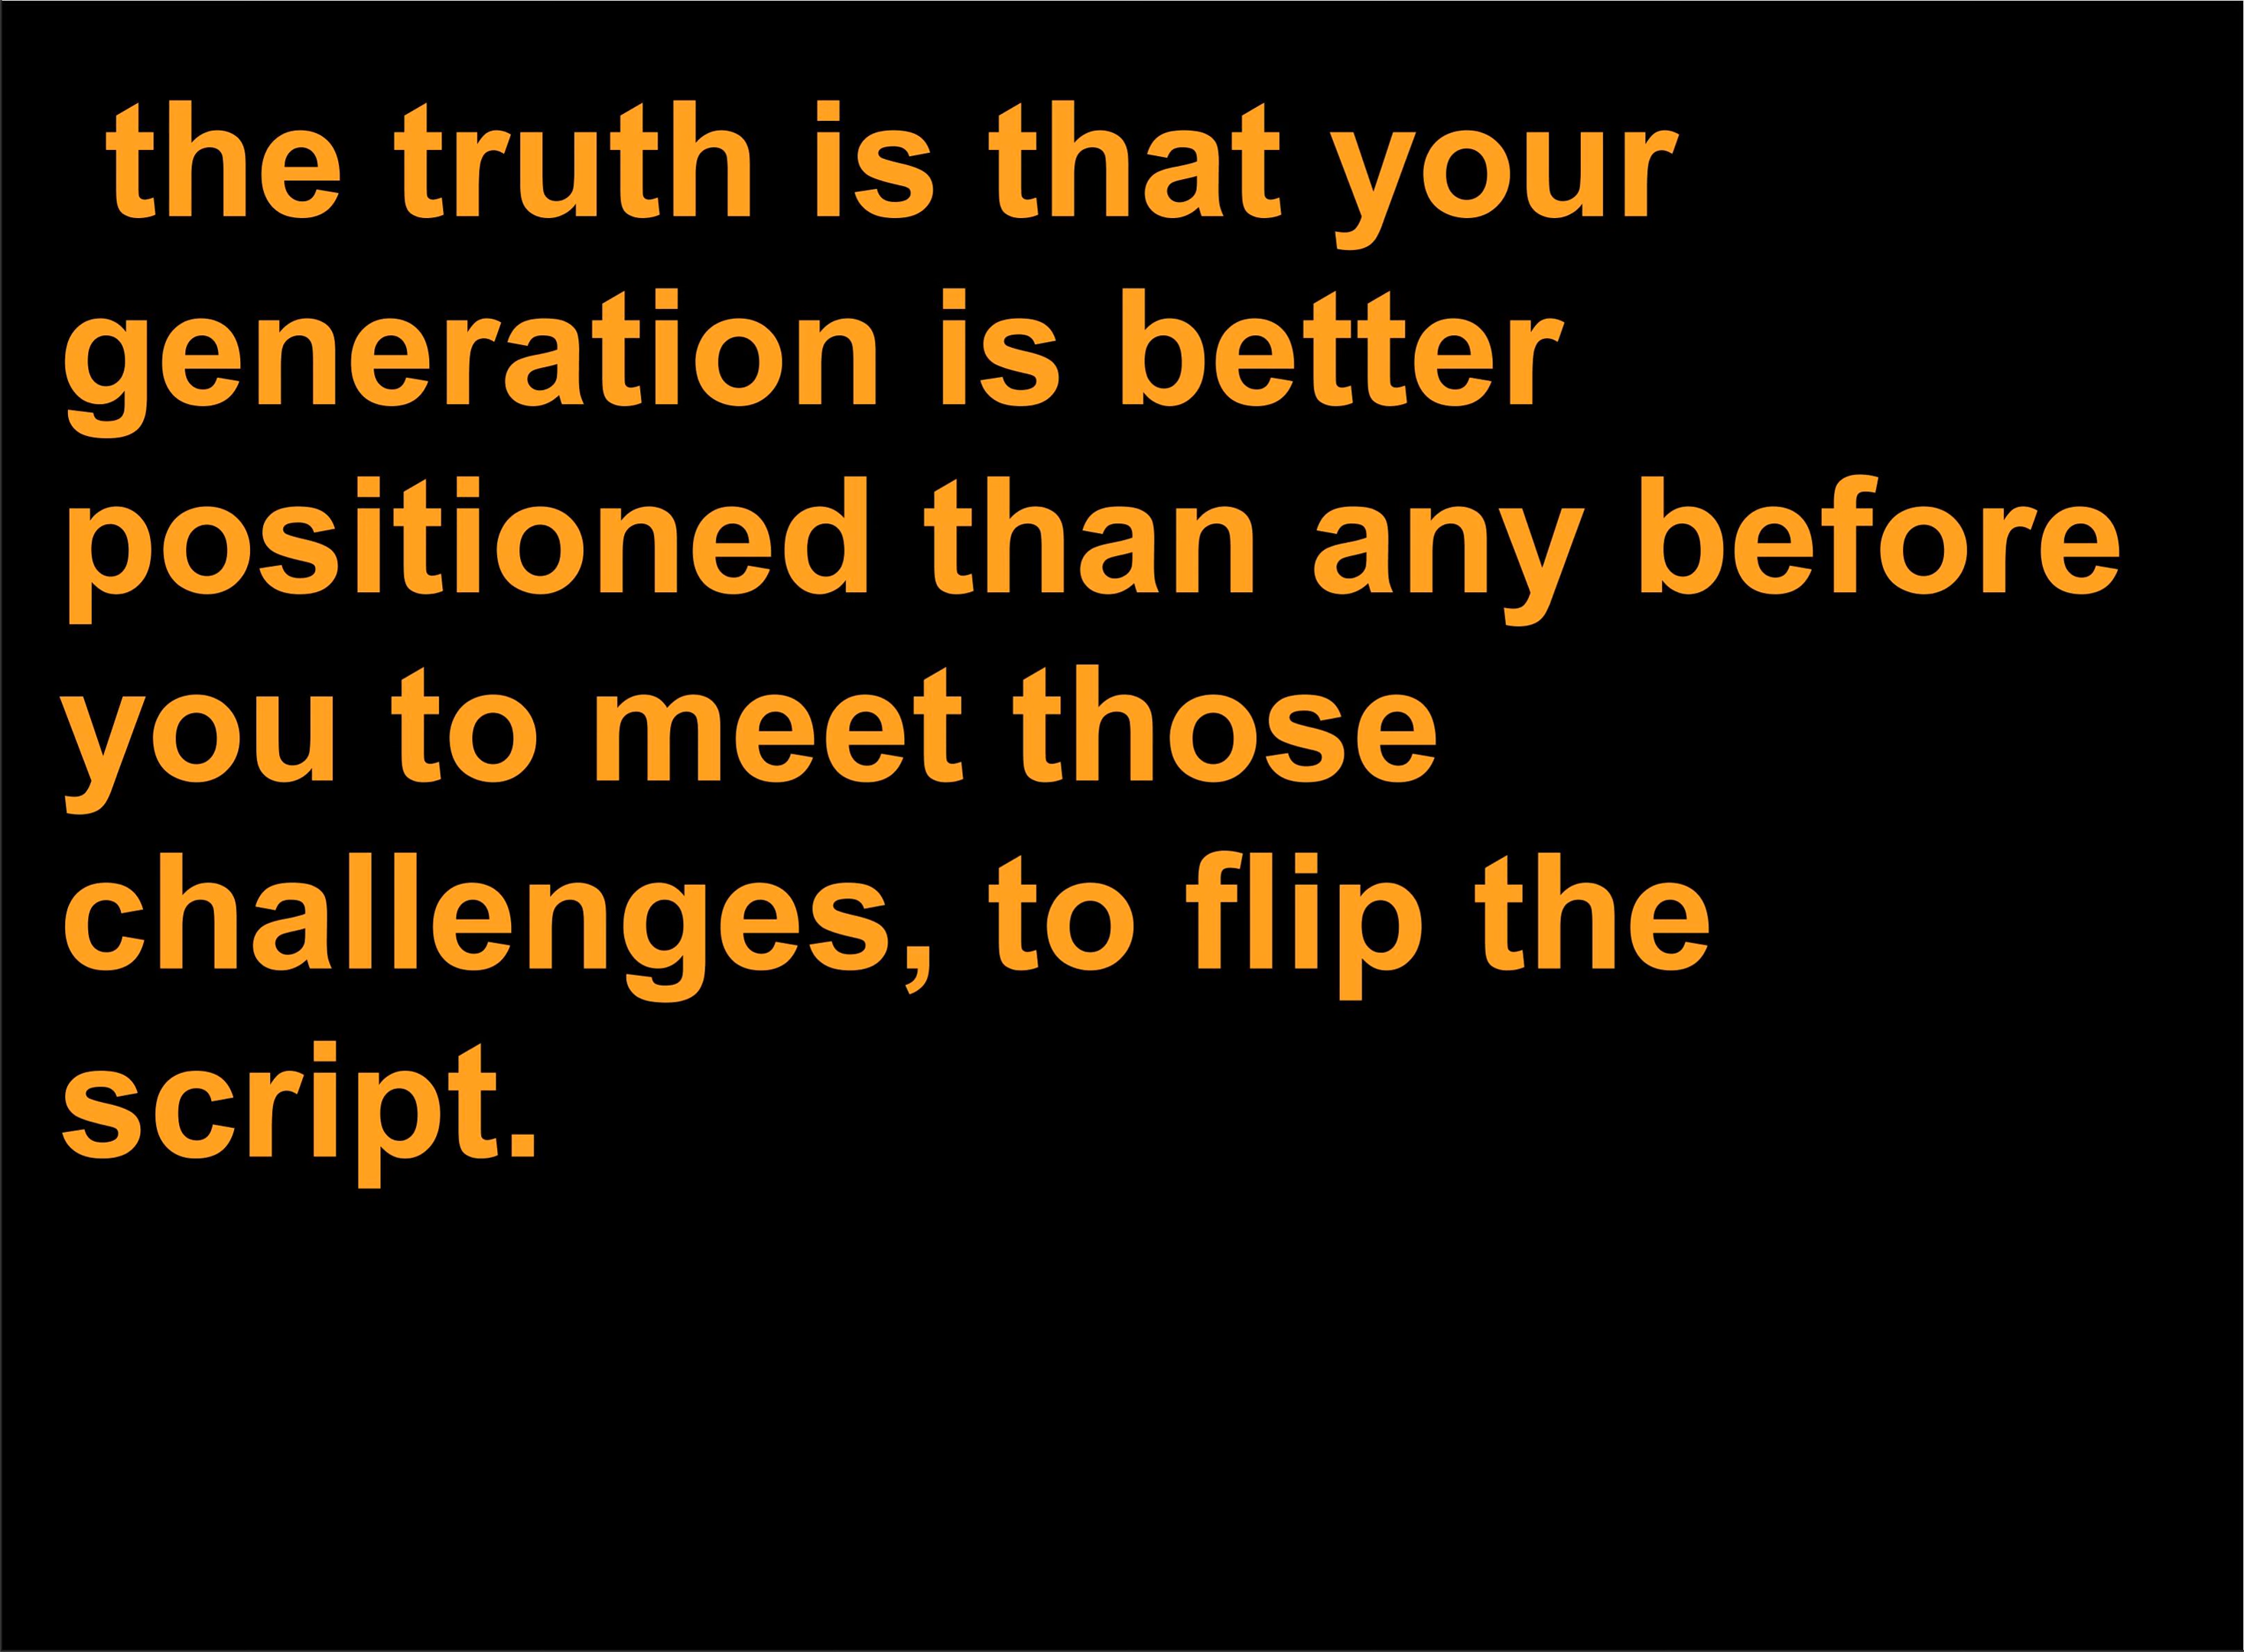 the truth is that your
generation is better
positioned than any before
you to meet those
challenges, to flip the
script.